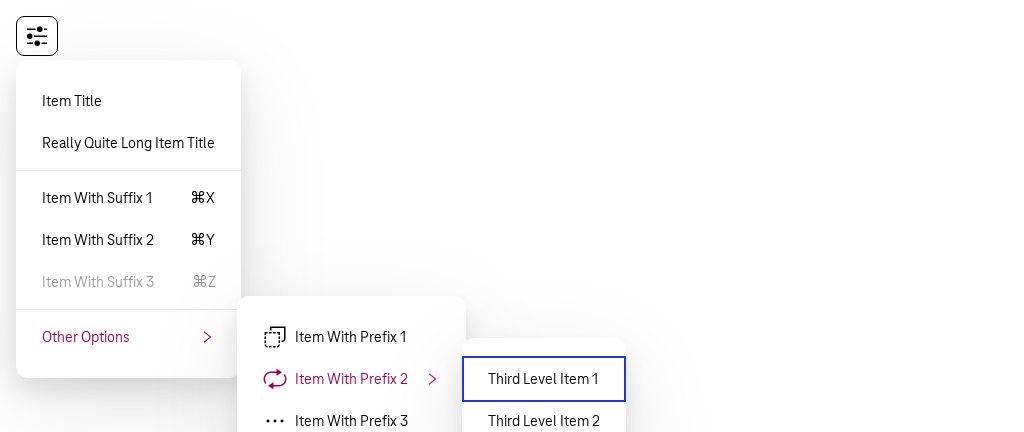 Item Title
Really Quite Long Item Title
Item With Suffix 1 ⌘X
Item With Suffix 2 ⌘Y
Item With Suffix 3 ⌘Z
Other Options
Item With Prefix 1
Item With Prefix 2
Item With Prefix 3
Third Level Item 1
Third Level Item 2